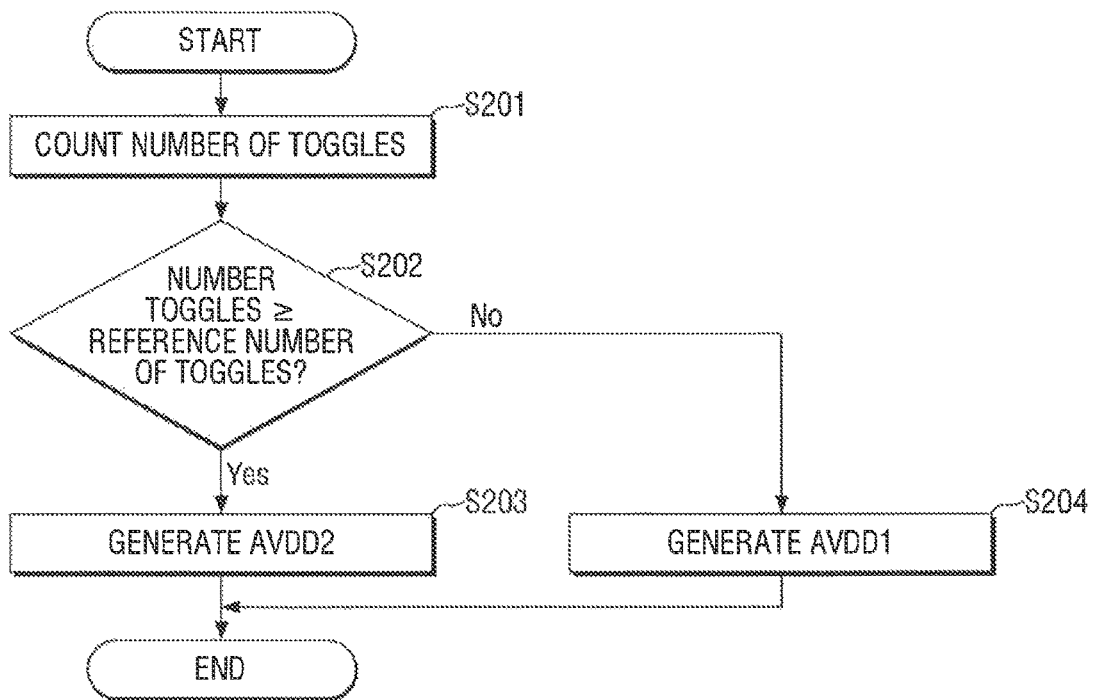 START
S201
COUNT NUMBER OF TOGGLES
S202
NUMBER
TOGGLES ≥
REFERENCE NUMBER
OF TOGGLES?
No
Yes
S203
GENERATE AVDD2
S204
GENERATE AVDD1
END